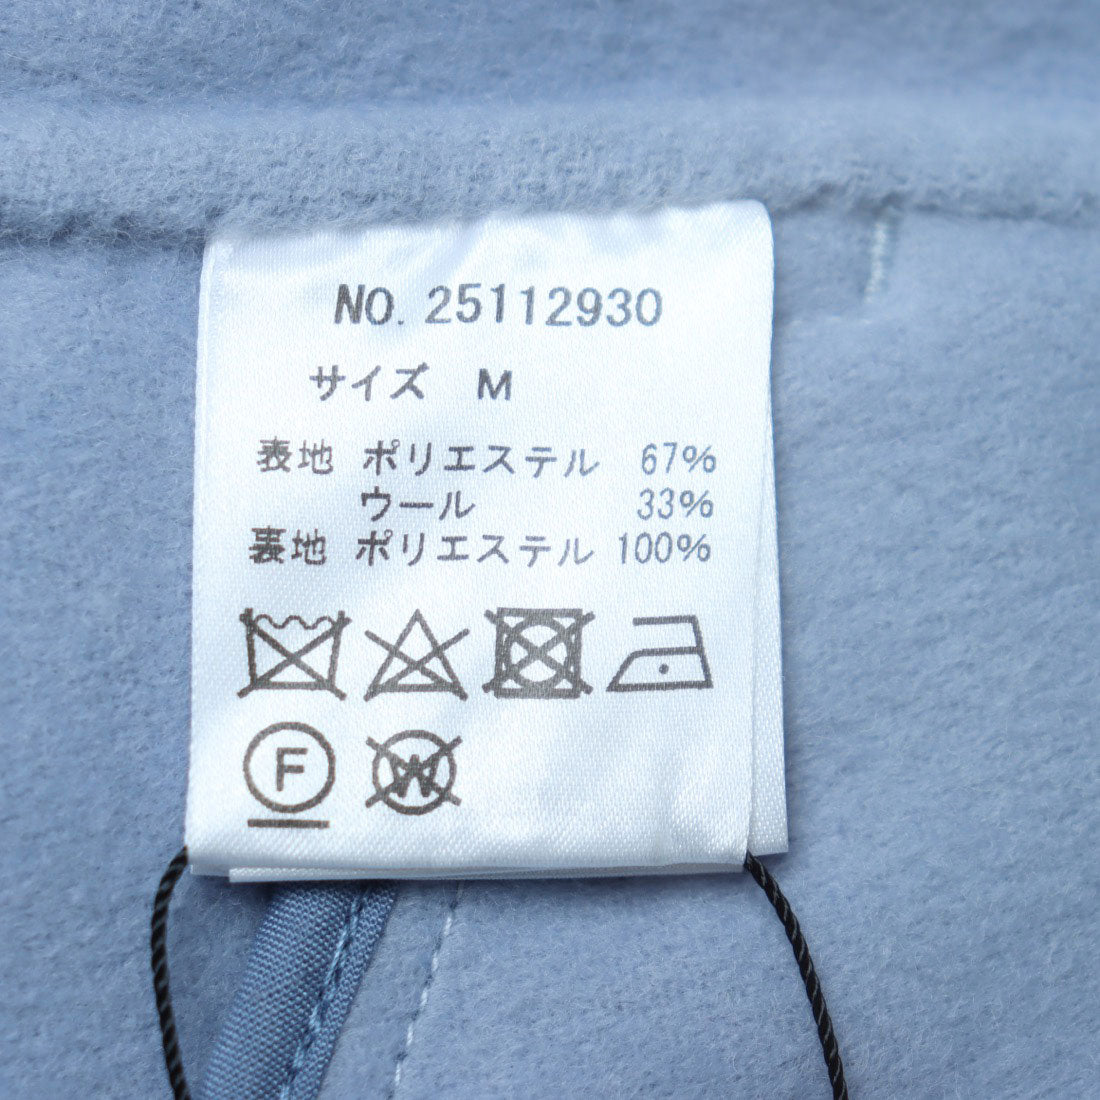 NO. 25112930
サイズ M
表地 ポリエステル 67%
ウール 33%
裏地 ポリエステル 100%
F
W